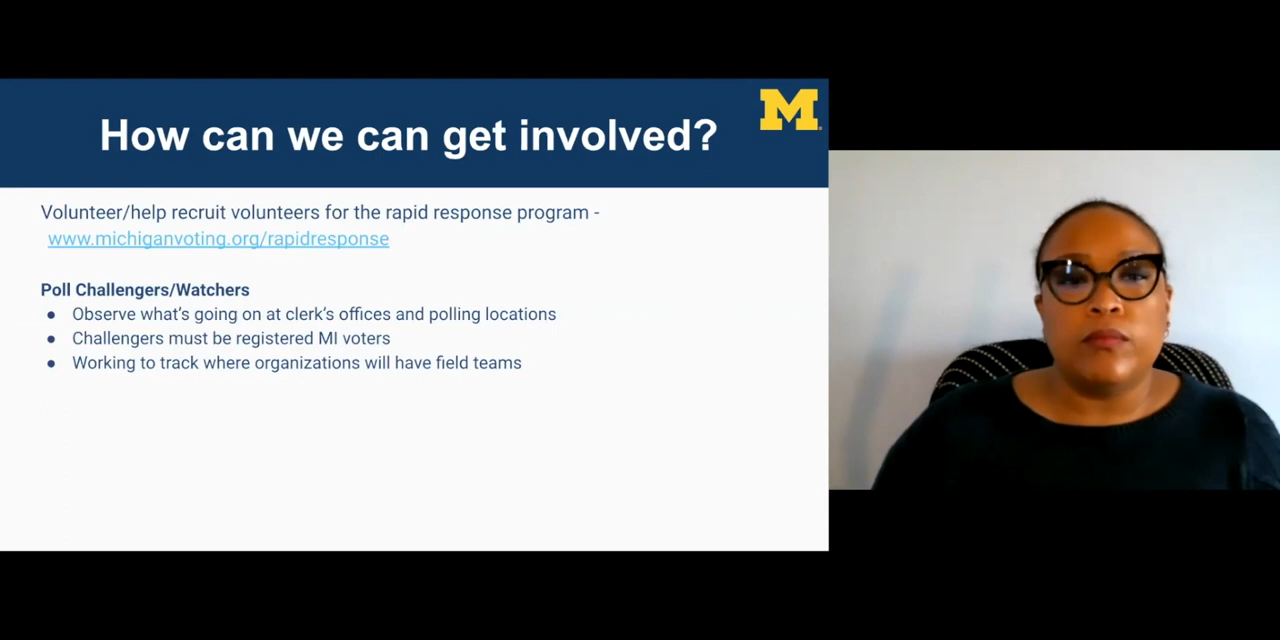 M
How can we can get involved?
Volunteer/help recruit volunteers for the rapid response program -
www.michiganvoting.org/rapidresponse
Poll Challengers/Watchers
● Observe what's going on at clerk's offices and polling locations
● Challengers must be registered MI voters
● Working to track where organizations will have field teams